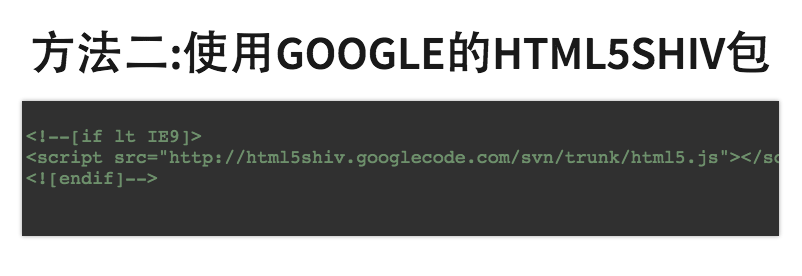 方法二:使用GOOGLE的HTML5SHIV包
<!--[if lt IE9]>
<script src="http://html5shiv.googlecode.com/svn/trunk/html5.js"></sc
<![endif]-->